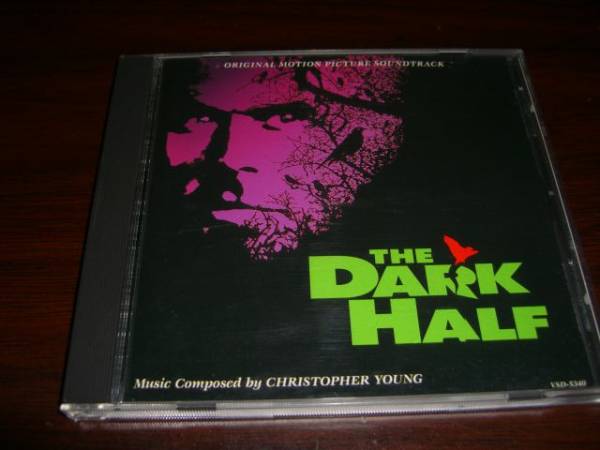 ORIGINAL MOTION PICTURE SOUNDTRACK
THE
DARK
HALF
Music Composed by CHRISTOPHER YOUNG
VSD-5340